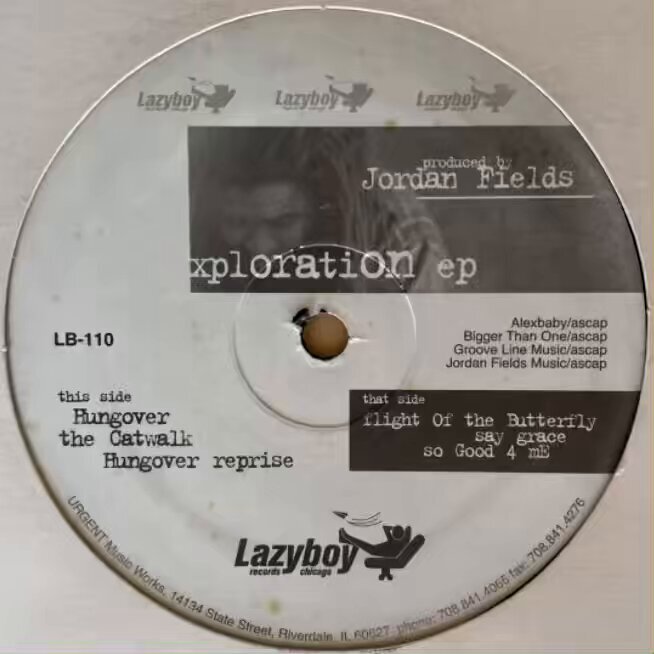 Lazyboy Lazyboy Lazyboy
produced by
Jordan Fields
xploration ep
LB-110
Alexbaby/ascap
Bigger Than One/ascap
Groove Line Music/ascap
Jordan Fields Music/ascap
this side
Hungover
the Catwalk
Hungover reprise
that side
flight Of the Butterfly
say grace
so Good 4 mE
Lazyboy
records chicago
URGENT Music Works, 14134 State Street, Riverdale, IL 60627 phone: 708.841.4066 fax: 708.841.4276